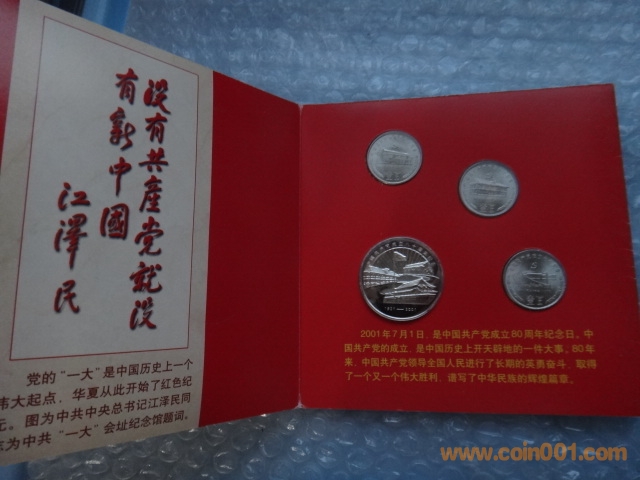 没有共產党就没
有新中國
江澤民
党的“一大”是中国历史上一个
伟大起点，华夏从此开始了红色纪
元。图为中共中央总书记江泽民同
志为中共“一大”会址纪念馆题词。
2001年7月1日，是中国共产党成立80周年纪念日。中
国共产党的成立，是中国历史上开天辟地的一件大事。80年
来，中国共产党领导全国人民进行了长期的英勇奋斗，取得
了一个又一个伟大胜利，谱写了中华民族的辉煌篇章。
1921—2001
www.coin001.com